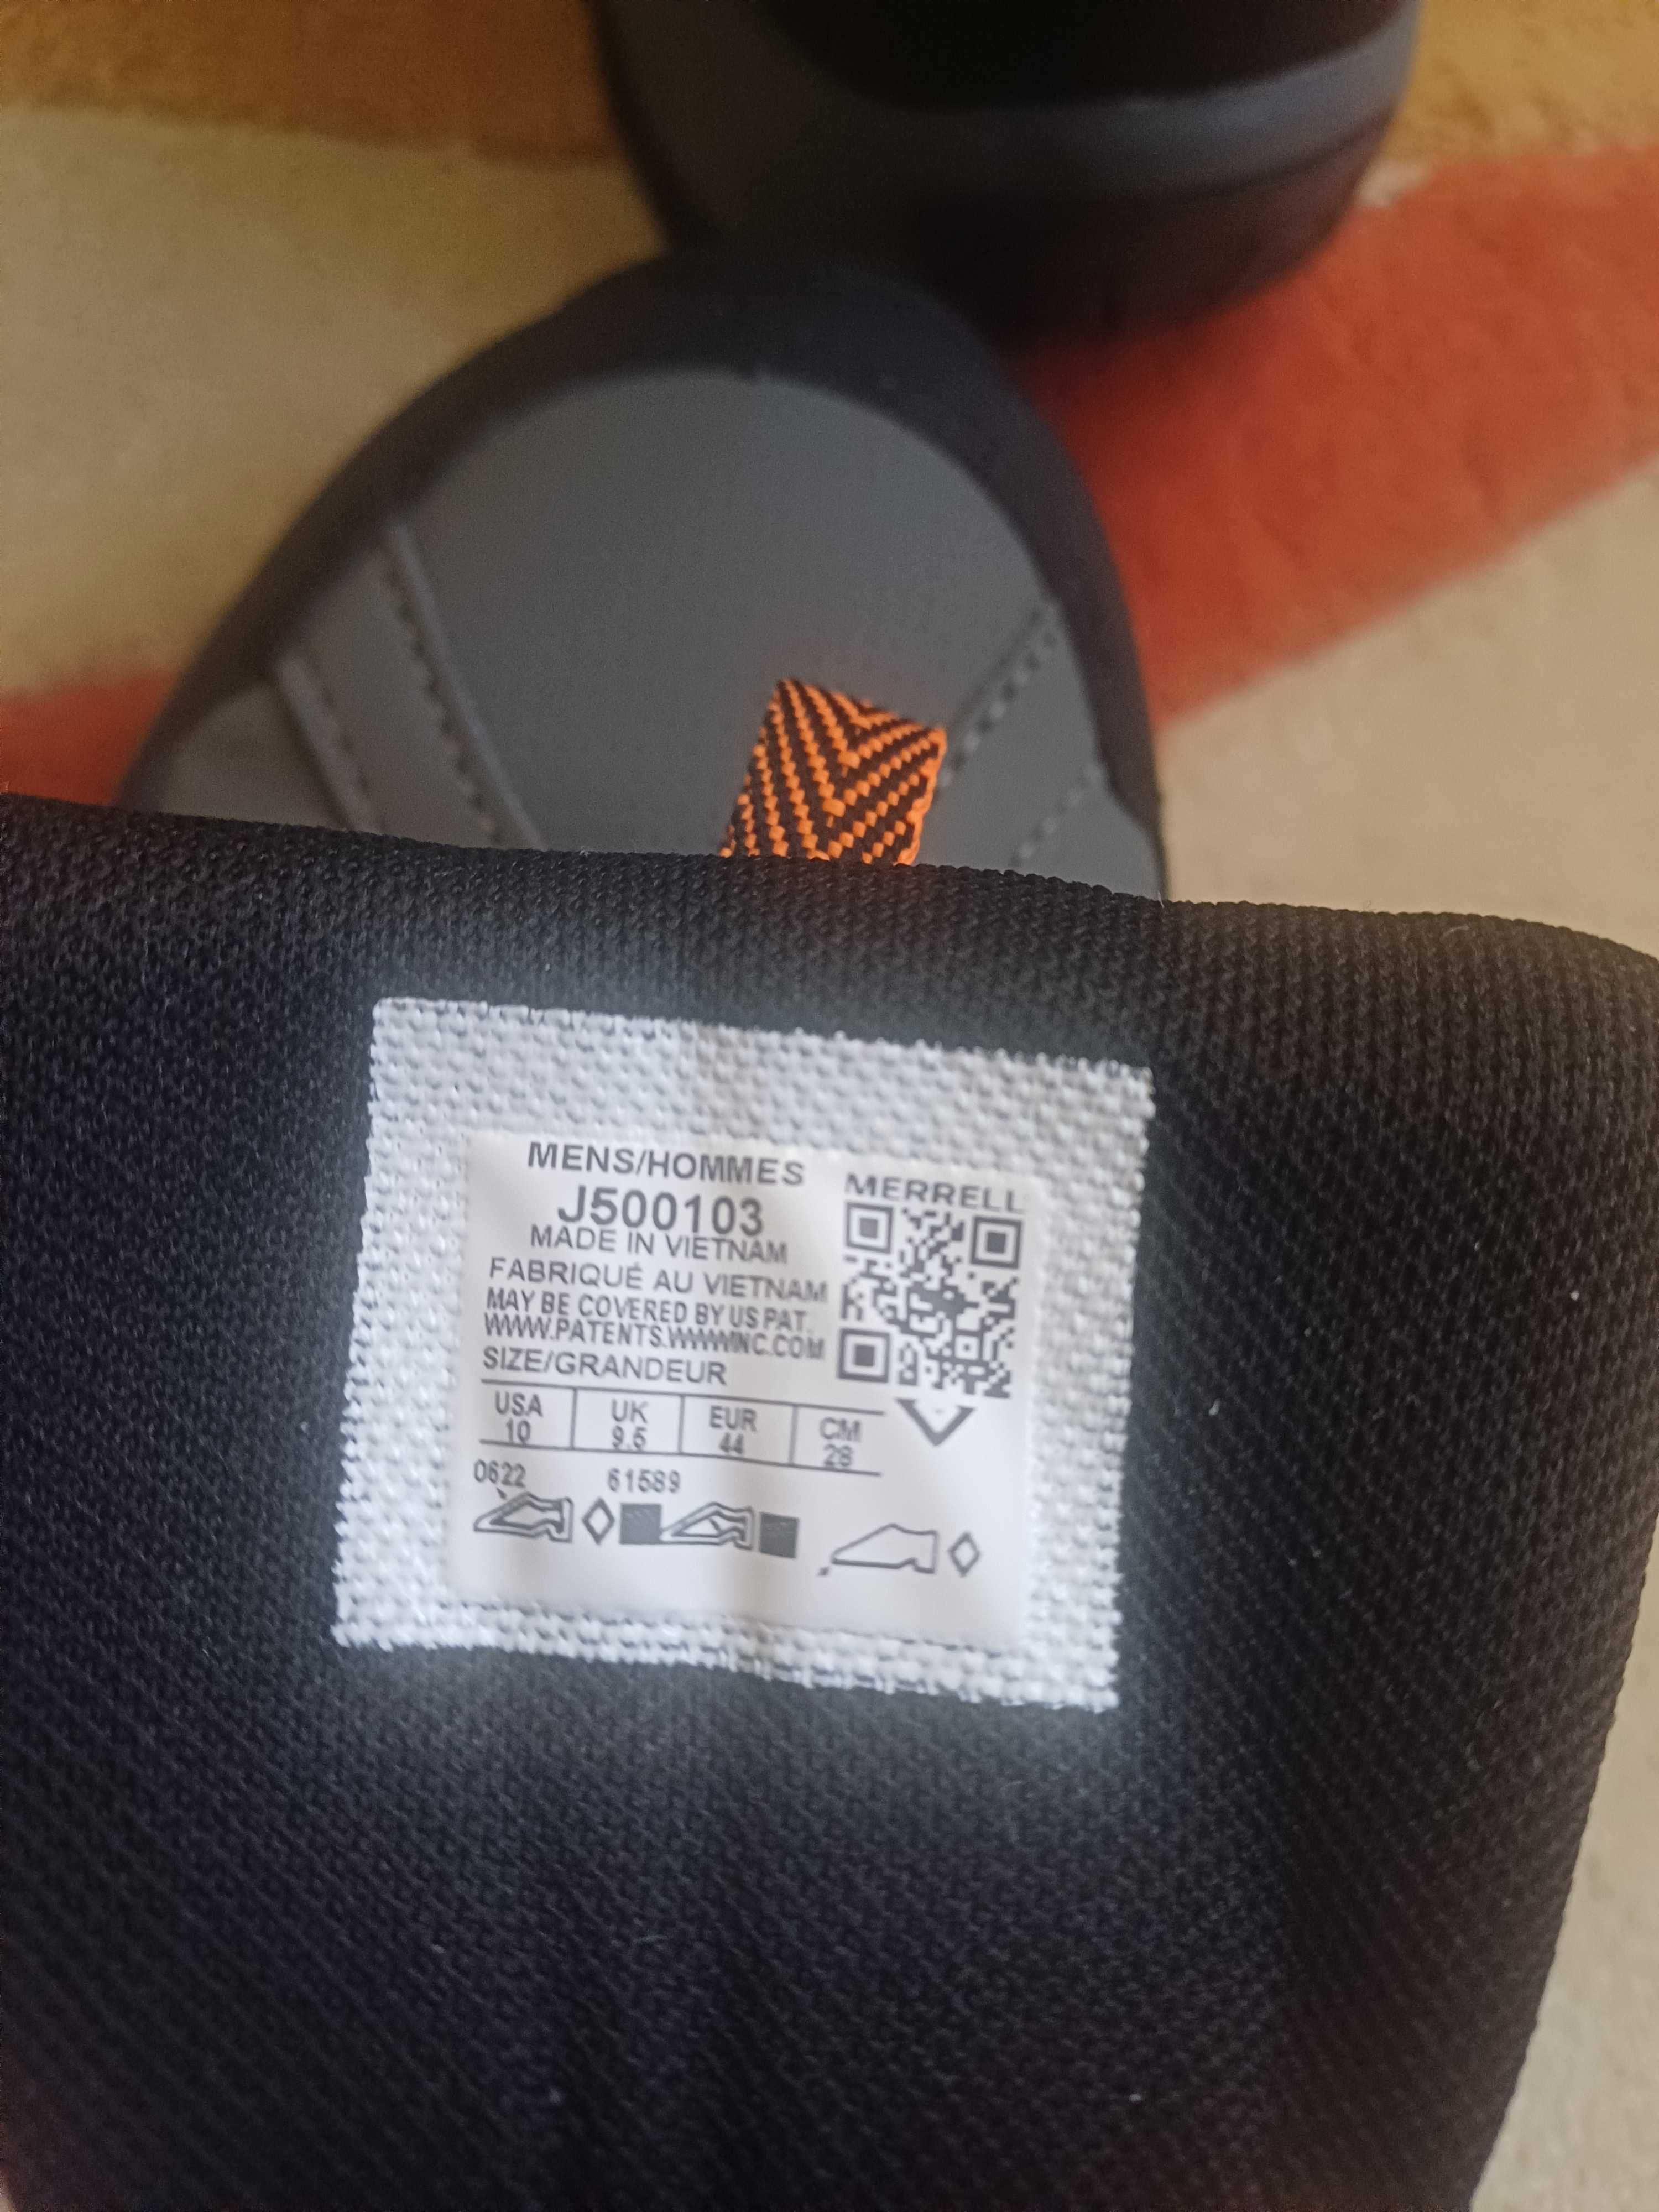 MENS/HOMMES
J500103
MADE IN VIETNAM
FABRIQUÉ AU VIETNAM
MAY BE COVERED BY US PAT.
WWW.PATENTS.WWWINC.COM
SIZE/GRANDEUR
MERRELL
USA UK EUR CM
10 9.5 44 28
0622 61589